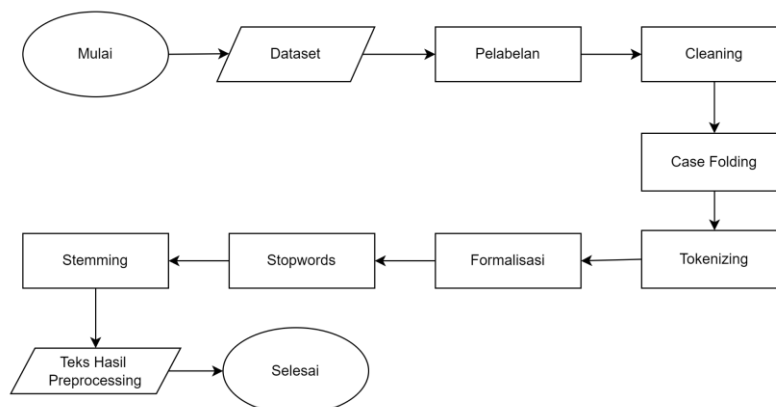 Mulai
Dataset
Pelabelan
Cleaning
Case Folding
Tokenizing
Formalisasi
Stopwords
Stemming
Teks Hasil
Preprocessing
Selesai